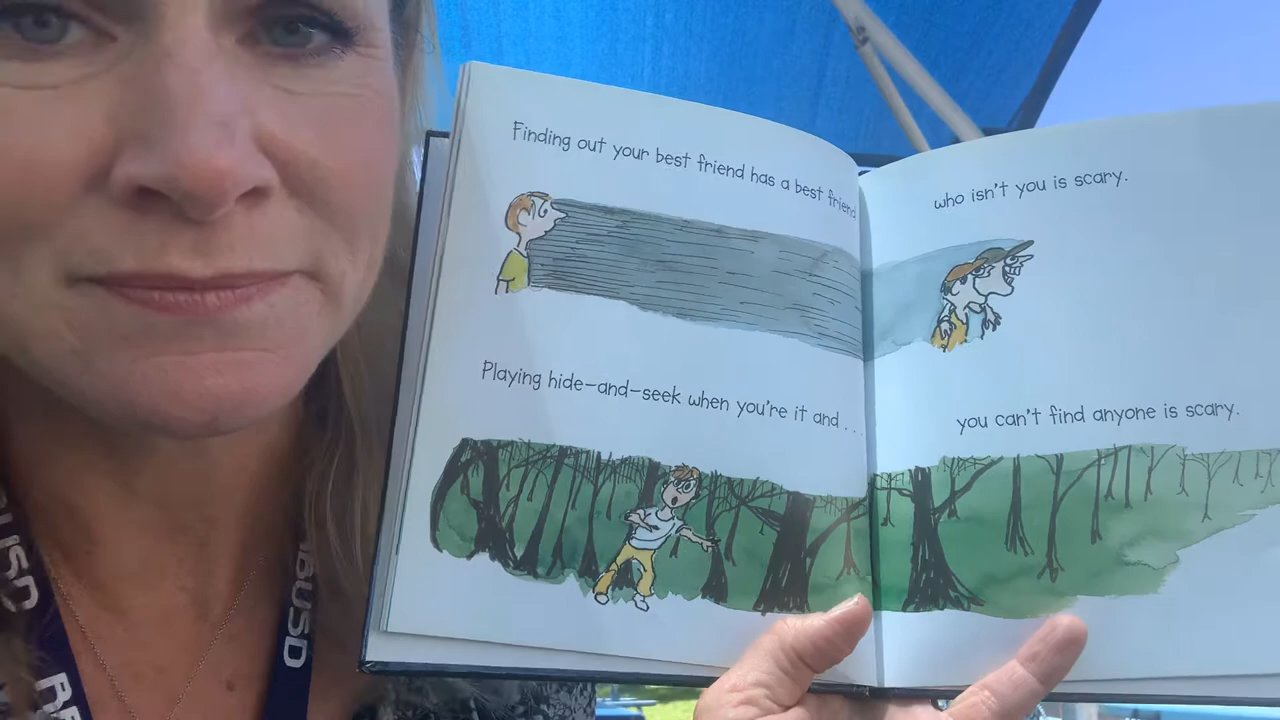 Finding out your best friend has a best friend
who isn't you is scary.
Playing hide-and-seek when you're it and...
you can't find anyone is scary.
BUSD